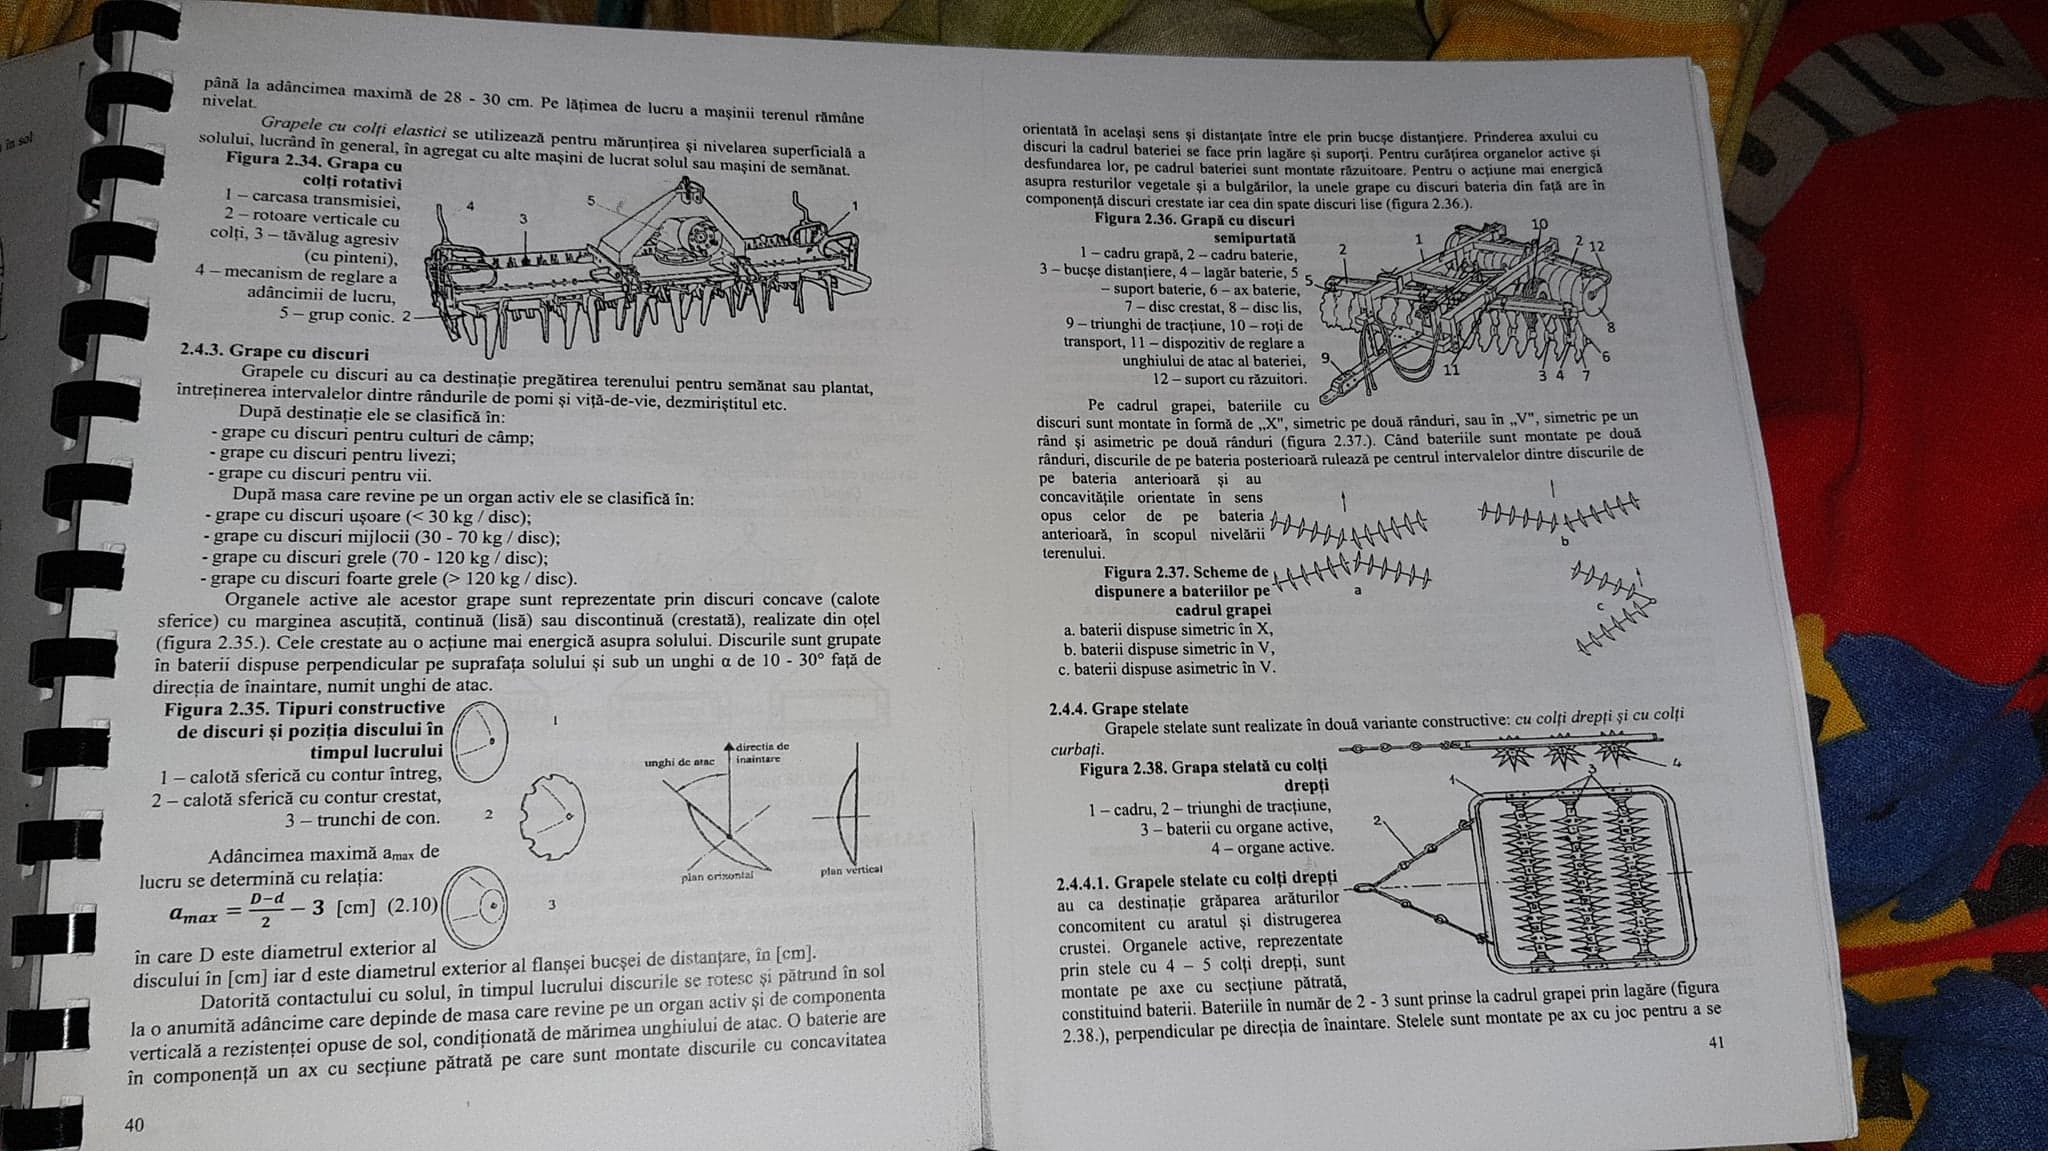 în sol
până la adâncimea maximă de 28 - 30 cm. Pe lățimea de lucru a mașinii terenul rămâne
nivelat.
Grapele cu colți elastici se utilizează pentru mărunțirea și nivelarea superficială a
solului, lucrând în general, în agregat cu alte mașini de lucrat solul sau mașini de semănat.
Figura 2.34. Grapa cu
colți rotativi
1 – carcasa transmisiei,
2 – rotoare verticale cu
colți, 3 – tăvălug agresiv
(cu pinteni),
4 – mecanism de reglare a
adâncimii de lucru,
5 – grup conic.
4
3
5
1
2
2.4.3. Grape cu discuri
Grapele cu discuri au ca destinație pregătirea terenului pentru semănat sau plantat,
întreținerea intervalelor dintre rândurile de pomi și viță-de-vie, dezmiriștitul etc.
După destinație ele se clasifică în:
- grape cu discuri pentru culturi de câmp;
- grape cu discuri pentru livezi;
- grape cu discuri pentru vii.
După masa care revine pe un organ activ ele se clasifică în:
- grape cu discuri ușoare (< 30 kg / disc);
- grape cu discuri mijlocii (30 - 70 kg / disc);
- grape cu discuri grele (70 - 120 kg / disc);
- grape cu discuri foarte grele (> 120 kg / disc).
Organele active ale acestor grape sunt reprezentate prin discuri concave (calote
sferice) cu marginea ascuțită, continuă (lisă) sau discontinuă (crestată), realizate din oțel
(figura 2.35.). Cele crestate au o acțiune mai energică asupra solului. Discurile sunt grupate
în baterii dispuse perpendicular pe suprafața solului și sub un unghi α de 10 - 30° față de
direcția de înaintare, numit unghi de atac.
Figura 2.35. Tipuri constructive
de discuri și poziția discului în
timpul lucrului
1 – calotă sferică cu contur întreg,
2 – calotă sferică cu contur crestat,
3 – trunchi de con.
1
2
3
unghi de atac
directia de
inaintare
plan orizontal
plan vertical
Adâncimea maximă amax de
lucru se determină cu relația:
amax = D-d/2 – 3 [cm] (2.10)
în care D este diametrul exterior al
discului în [cm] iar d este diametrul exterior al flanșei bucșei de distanțare, în [cm].
Datorită contactului cu solul, în timpul lucrului discurile se rotesc și pătrund în sol
la o anumită adâncime care depinde de masa care revine pe un organ activ și de componenta
verticală a rezistenței opuse de sol, condiționată de mărimea unghiului de atac. O baterie are
în componență un ax cu secțiune pătrată pe care sunt montate discurile cu concavitatea
40
orientată în același sens și distanțate între ele prin bucșe distanțiere. Prinderea axului cu
discuri la cadrul bateriei se face prin lagăre și suporți. Pentru curățirea organelor active și
desfundarea lor, pe cadrul bateriei sunt montate răzuitoare. Pentru o acțiune mai energică
asupra resturilor vegetale și a bulgărilor, la unele grape cu discuri bateria din față are în
componență discuri crestate iar cea din spate discuri lise (figura 2.36.).
Figura 2.36. Grapă cu discuri
semipurtată
1 – cadru grapă, 2 – cadru baterie,
3 – bucșe distanțiere, 4 – lagăr baterie, 5
– suport baterie, 6 – ax baterie,
7 – disc crestat, 8 – disc lis,
9 – triunghi de tracțiune, 10 – roți de
transport, 11 – dispozitiv de reglare a
unghiului de atac al bateriei,
12 – suport cu răzuitori.
2
1
10
2
12
5
8
6
9
11
3 4 7
Pe cadrul grapei, bateriile cu
discuri sunt montate în formă de „X", simetric pe două rânduri, sau în „V", simetric pe un
rând și asimetric pe două rânduri (figura 2.37.). Când bateriile sunt montate pe două
rânduri, discurile de pe bateria posterioară rulează pe centrul intervalelor dintre discurile de
pe bateria anterioară și au
concavitățile orientate în sens
opus celor de pe bateria
anterioară, în scopul nivelării
terenului.
Figura 2.37. Scheme de
dispunere a bateriilor pe
cadrul grapei
a. baterii dispuse simetric în X,
b. baterii dispuse simetric în V,
c. baterii dispuse asimetric în V.
a
b
c
2.4.4. Grape stelate
Grapele stelate sunt realizate în două variante constructive: cu colți drepți și cu colți
curbați.
Figura 2.38. Grapa stelată cu colți
drepți
1 – cadru, 2 – triunghi de tracțiune,
3 – baterii cu organe active,
4 – organe active.
1
3
4
2
2.4.4.1. Grapele stelate cu colți drepți
au ca destinație grăparea arăturilor
concomitent cu aratul și distrugerea
crustei. Organele active, reprezentate
prin stele cu 4 – 5 colți drepți, sunt
montate pe axe cu secțiune pătrată,
constituind baterii. Bateriile în număr de 2 - 3 sunt prinse la cadrul grapei prin lagăre (figura
2.38.), perpendicular pe direcția de înaintare. Stelele sunt montate pe ax cu joc pentru a se
41